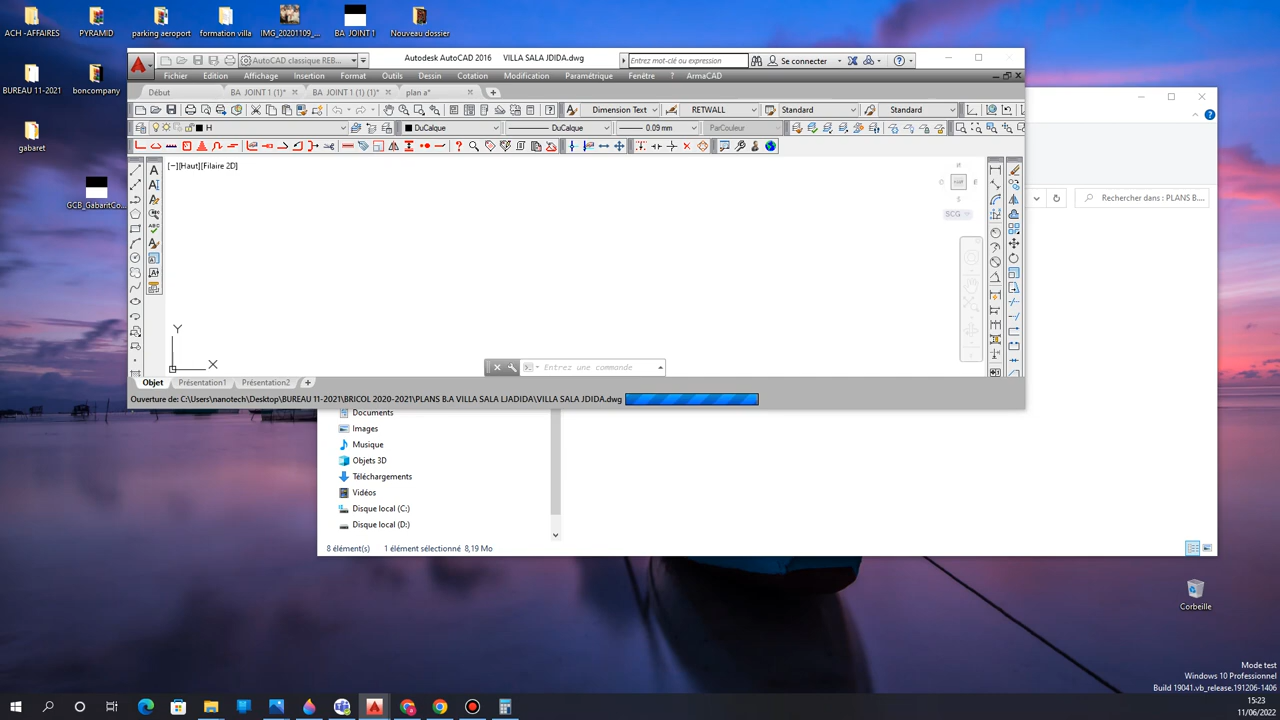 ACH -AFFAIRES
PYRAMID
parking aeroport
formation villa
IMG_20201109_...
BA JOINT 1
Nouveau dossier
BUREAU 11-2021
boncompany
gabaret
GCB_GabantCo...
AutoCAD classique REB...
Autodesk AutoCAD 2016 VILLA SALA JDIDA.dwg
Entrez mot-clé ou expression
Se connecter
Fichier Edition Affichage Insertion Format Outils Dessin Cotation Modification Paramétrique Fenêtre ? ArmaCAD
Début BA JOINT 1 (1)* BA JOINT 1 (1) (1)* plan a*
Dimension Text RETWALL Standard Standard
H DuCalque DuCalque 0.09 mm ParCouleur
[−][Haut][Filaire 2D]
N
O HAUT E
S
SCG
Y
X
Entrez une commande
Objet Présentation1 Présentation2
Ouverture de: C:\Users\nanotech\Desktop\BUREAU 11-2021\BRICOL 2020-2021\PLANS B.A VILLA SALA LJADIDA\VILLA SALA JDIDA.dwg
Rechercher dans : PLANS B....
Documents
Images
Musique
Objets 3D
Téléchargements
Vidéos
Disque local (C:)
Disque local (D:)
8 élément(s) 1 élément sélectionné 8,19 Mo
Corbeille
Mode test
Windows 10 Professionnel
Build 19041.vb_release.191206-1406
15:23
11/06/2022